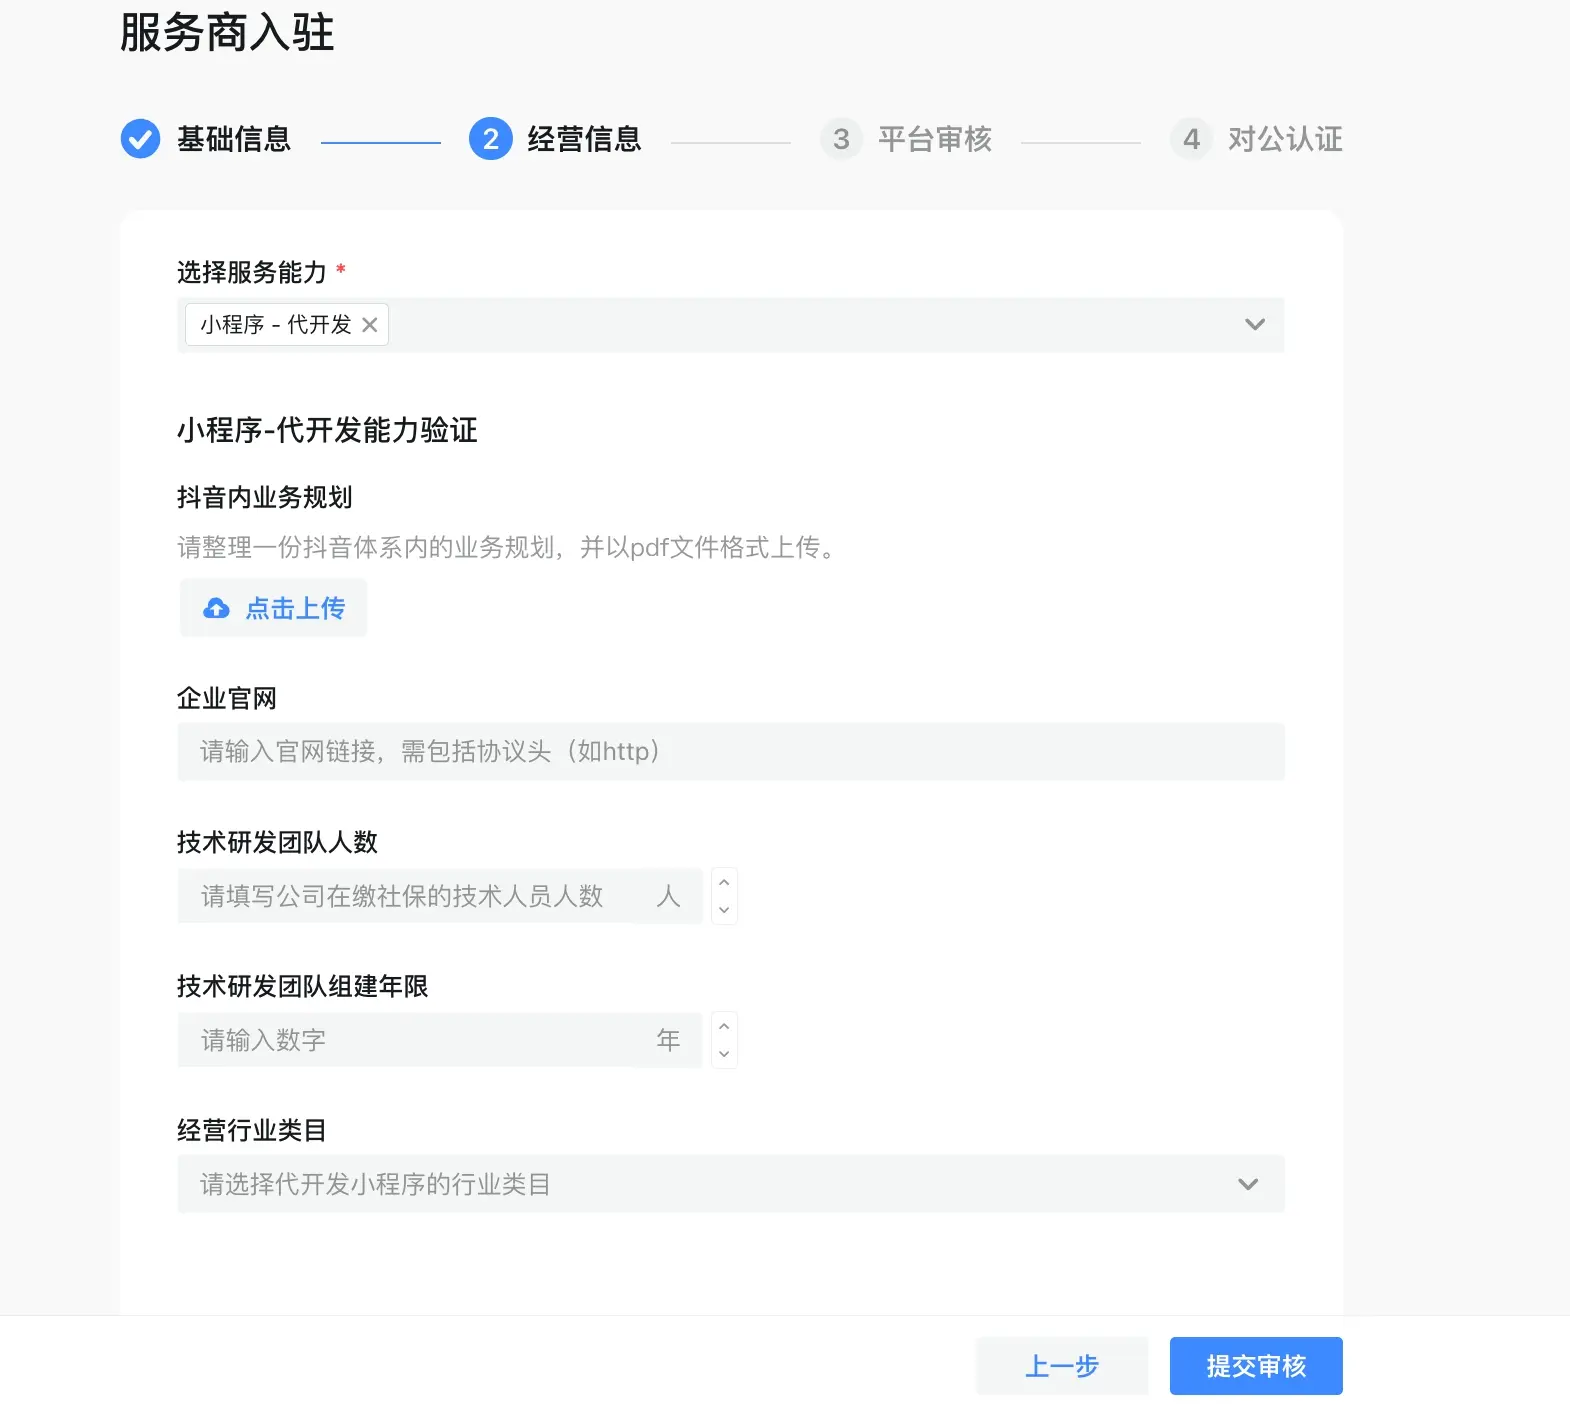 服务商入驻
基础信息 2 经营信息 3 平台审核 4 对公认证
选择服务能力 *
小程序 - 代开发
小程序-代开发能力验证
抖音内业务规划
请整理一份抖音体系内的业务规划，并以pdf文件格式上传。
点击上传
企业官网
请输入官网链接，需包括协议头（如http）
技术研发团队人数
请填写公司在缴社保的技术人员人数 人
技术研发团队组建年限
请输入数字 年
经营行业类目
请选择代开发小程序的行业类目
上一步 提交审核